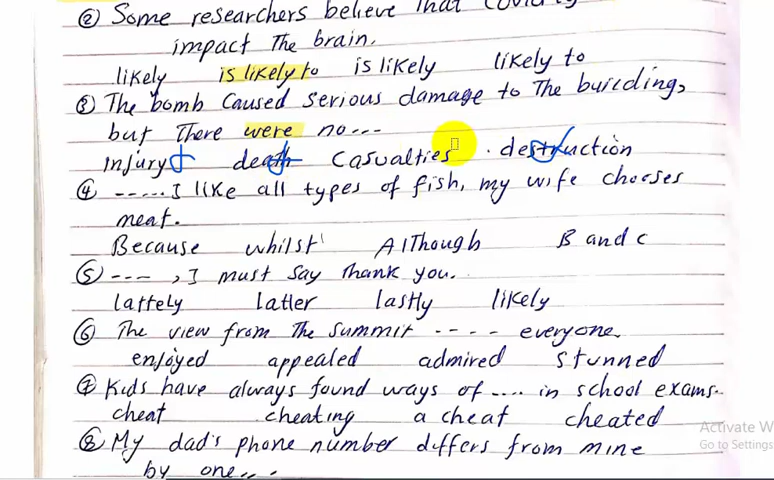 ② Some researchers believe that Covid 19
impact The brain.
likely is likely to is likely likely to
③ The bomb Caused serious damage to The building,
but There were no...
injury death casualties . destruction
④ ......I like all types of fish, my wife chooses
meat.
Because whilst Although B and C
⑤ ----, I must say thank you.
lattely latter lastly likely
⑥ The view from The Summit ---- everyone.
enjoyed appealed admired stunned
⑦ Kids have always found ways of .... in school exams..
cheat cheating a cheat cheated
Activate W
Go to Settings
⑧ My dad's phone number differs from mine
by one....